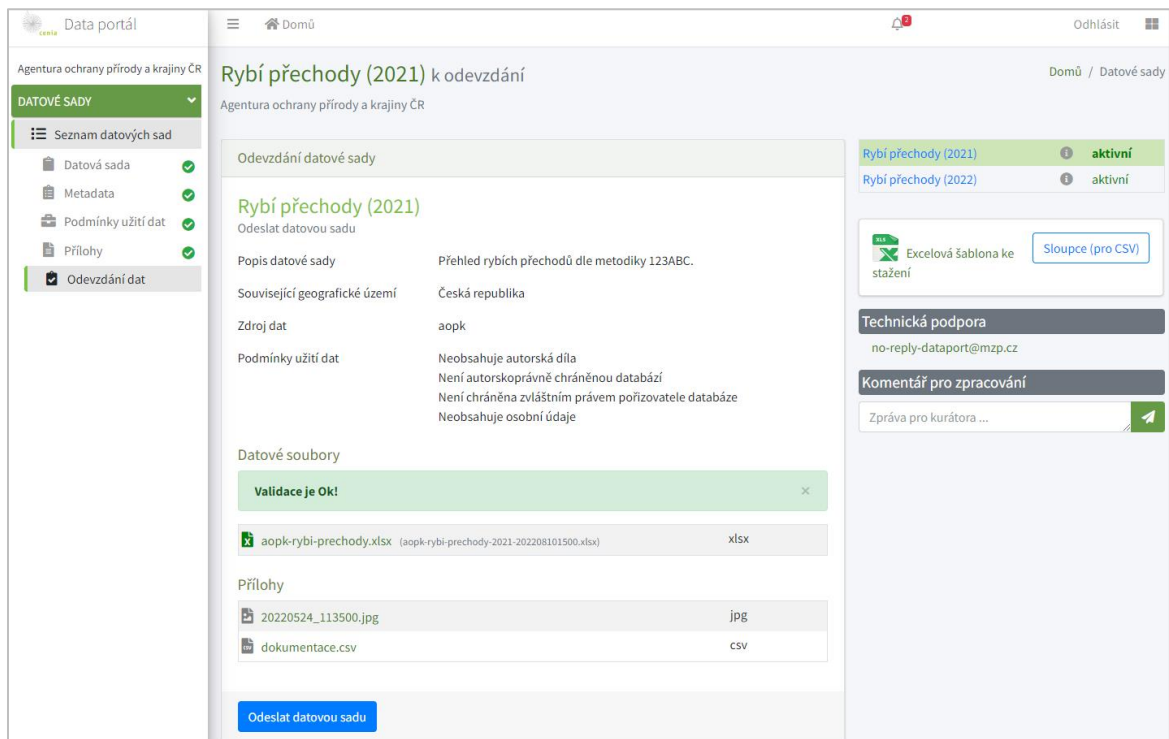 cenia Data portál
Domů
2
Odhlásit
Agentura ochrany přírody a krajiny ČR
DATOVÉ SADY
Seznam datových sad
Datová sada
Metadata
Podmínky užití dat
Přílohy
Odevzdání dat
Rybí přechody (2021) k odevzdání
Domů / Datové sady
Agentura ochrany přírody a krajiny ČR
Odevzdání datové sady
Rybí přechody (2021)
Odeslat datovou sadu
Popis datové sady Přehled rybích přechodů dle metodiky 123ABC.
Související geografické území Česká republika
Zdroj dat aopk
Podmínky užití dat Neobsahuje autorská díla
Není autorskoprávně chráněnou databází
Není chráněna zvláštním právem pořizovatele databáze
Neobsahuje osobní údaje
Datové soubory
Validace je Ok! ×
aopk-rybi-prechody.xlsx (aopk-rybi-prechody-2021-202208101500.xlsx) xlsx
Přílohy
20220524_113500.jpg jpg
dokumentace.csv csv
Odeslat datovou sadu
Rybí přechody (2021) aktivní
Rybí přechody (2022) aktivní
XLS
Excelová šablona ke
stažení
Sloupce (pro CSV)
Technická podpora
no-reply-dataport@mzp.cz
Komentář pro zpracování
Zpráva pro kurátora ...